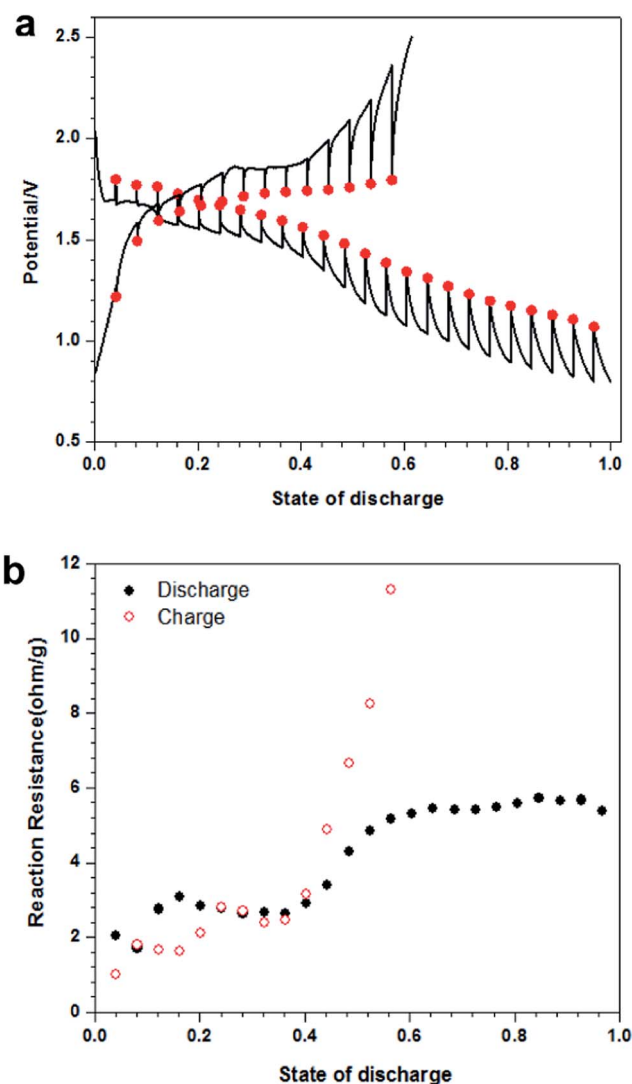 a
2.5
2.0
1.5
1.0
0.5
Potential/V
0.0 0.2 0.4 0.6 0.8 1.0
State of discharge
b
12
10
8
6
4
2
0
Reaction Resistance(ohm/g)
Discharge
Charge
0.0 0.2 0.4 0.6 0.8 1.0
State of discharge